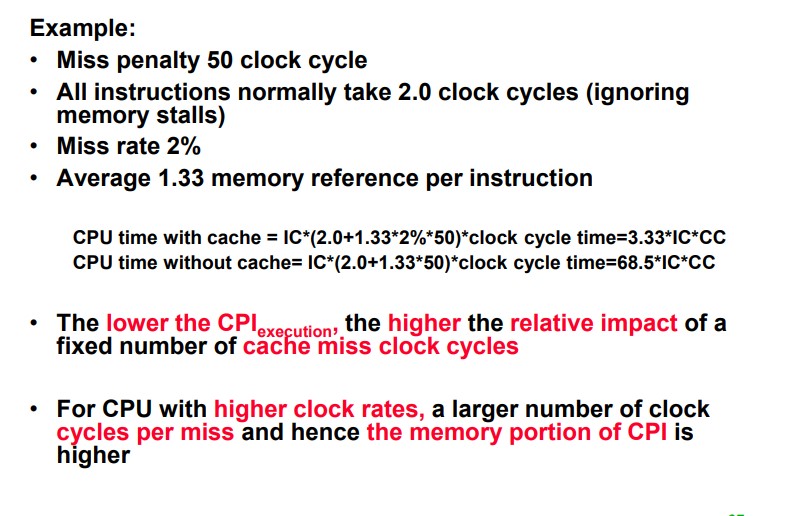 Example:
• Miss penalty 50 clock cycle
• All instructions normally take 2.0 clock cycles (ignoring
memory stalls)
• Miss rate 2%
• Average 1.33 memory reference per instruction
CPU time with cache = IC*(2.0+1.33*2%*50)*clock cycle time=3.33*IC*CC
CPU time without cache= IC*(2.0+1.33*50)*clock cycle time=68.5*IC*CC
• The lower the CPIexecution, the higher the relative impact of a
fixed number of cache miss clock cycles
• For CPU with higher clock rates, a larger number of clock
cycles per miss and hence the memory portion of CPI is
higher